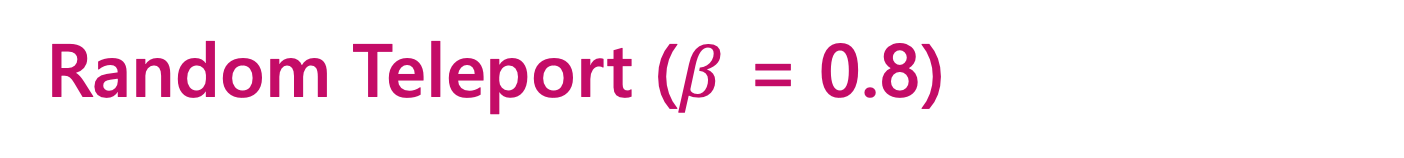 Random Teleport (β = 0.8)